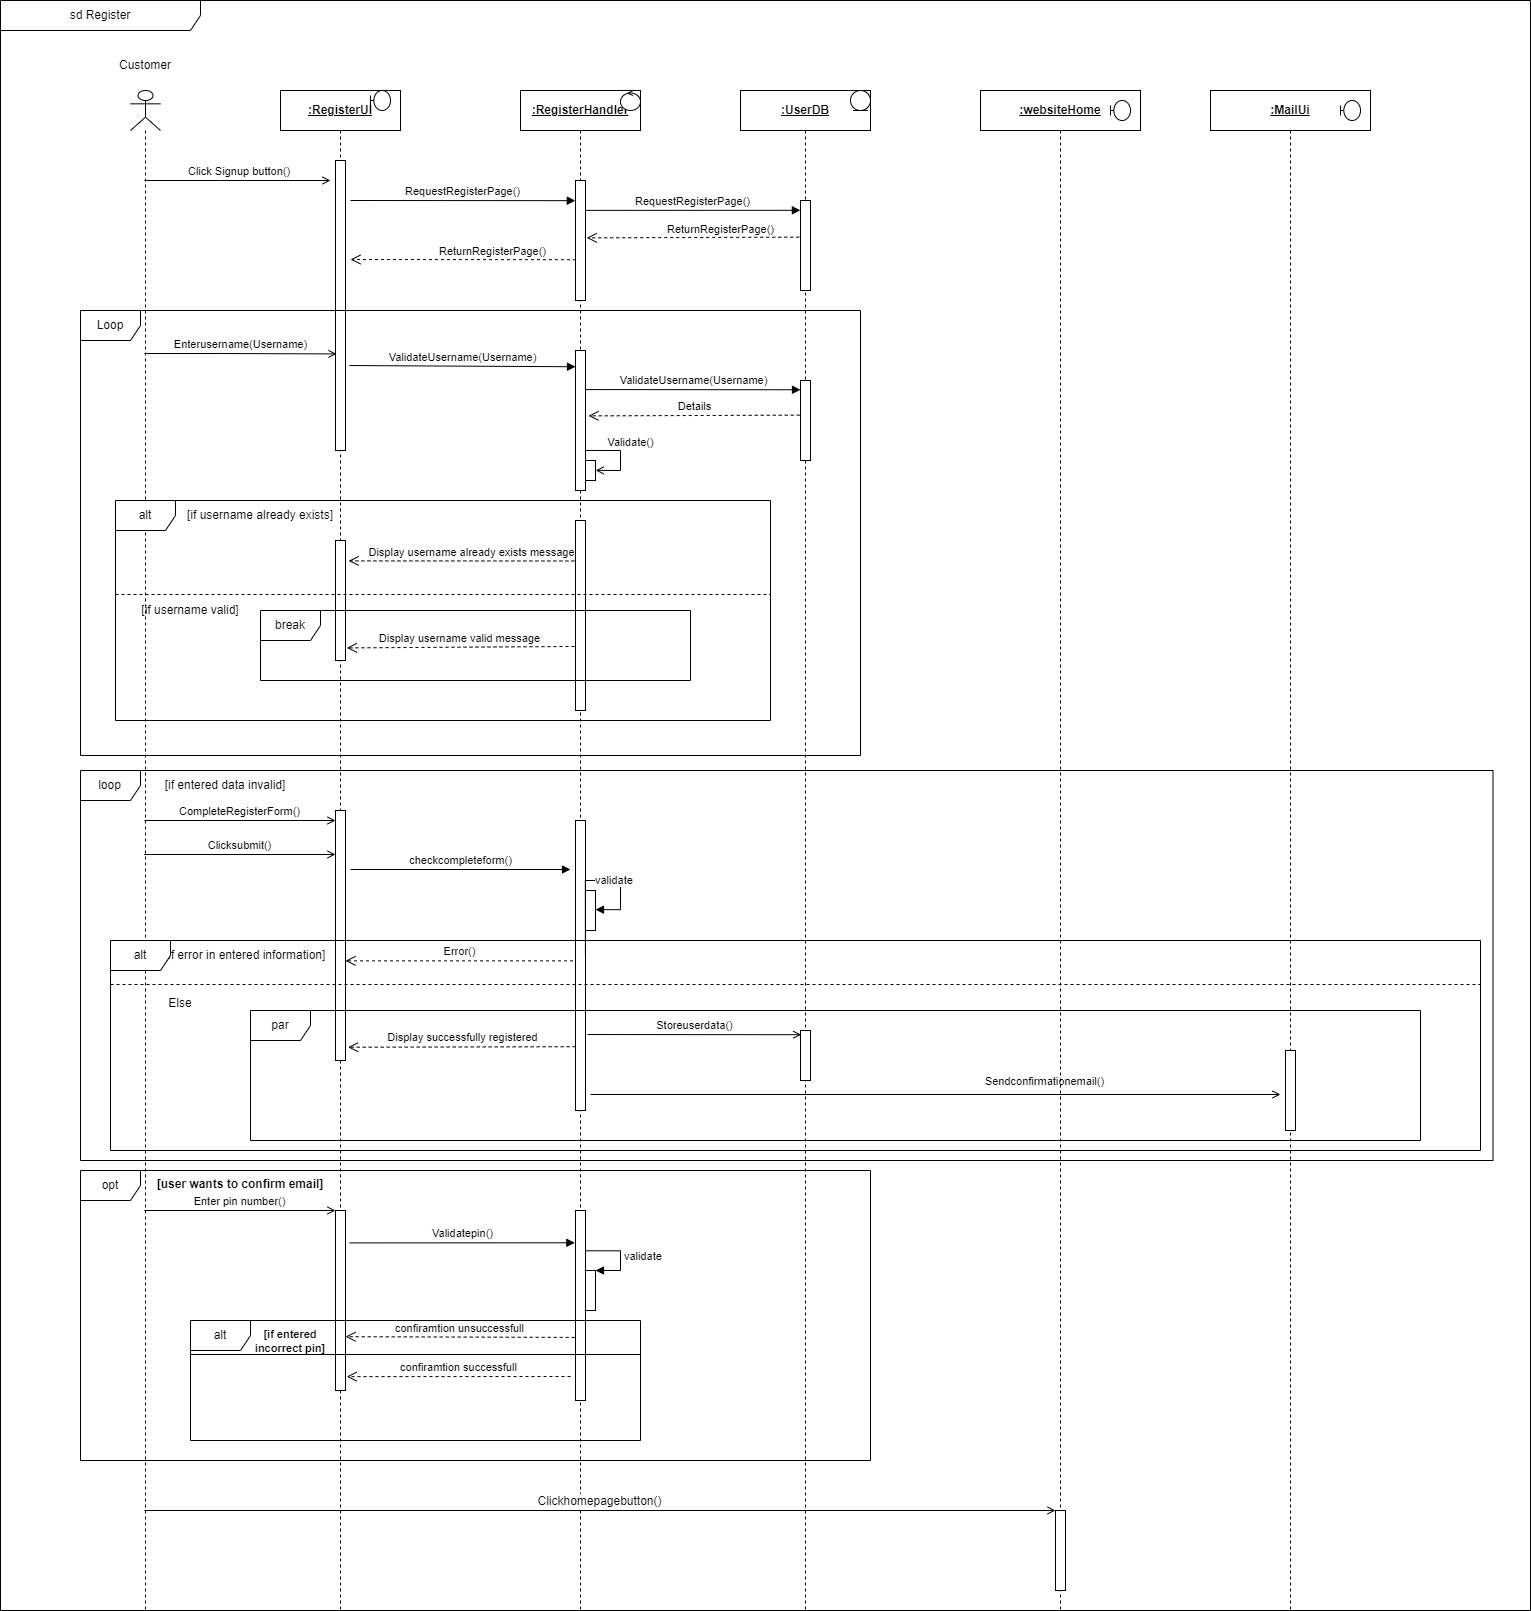 sd Register
Customer
:RegisterUI
:RegisterHandler
:UserDB
:websiteHome
:MailUi
Click Signup button()
RequestRegisterPage()
RequestRegisterPage()
ReturnRegisterPage()
ReturnRegisterPage()
Loop
Enterusername(Username)
ValidateUsername(Username)
ValidateUsername(Username)
Details
Validate()
alt
[if username already exists]
Display username already exists message
[if username valid]
break
Display username valid message
loop
[if entered data invalid]
CompleteRegisterForm()
Clicksubmit()
checkcompleteform()
validate
alt
if error in entered information]
Error()
Else
par
Storeuserdata()
Display successfully registered
Sendconfirmationemail()
opt
[user wants to confirm email]
Enter pin number()
Validatepin()
validate
alt
[if entered
incorrect pin]
confiramtion unsuccessfull
confiramtion successfull
Clickhomepagebutton()